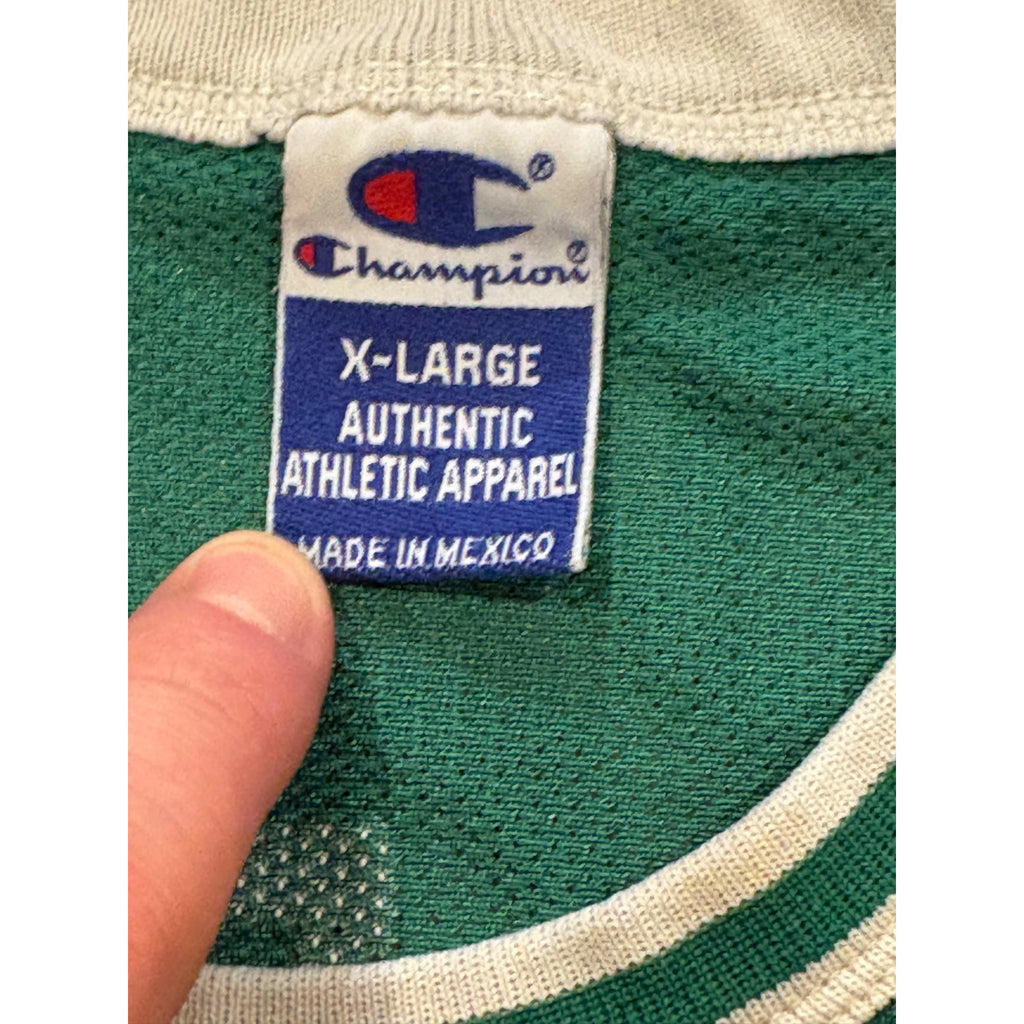 Champion®
X-LARGE
AUTHENTIC
ATHLETIC APPAREL
MADE IN MEXICO